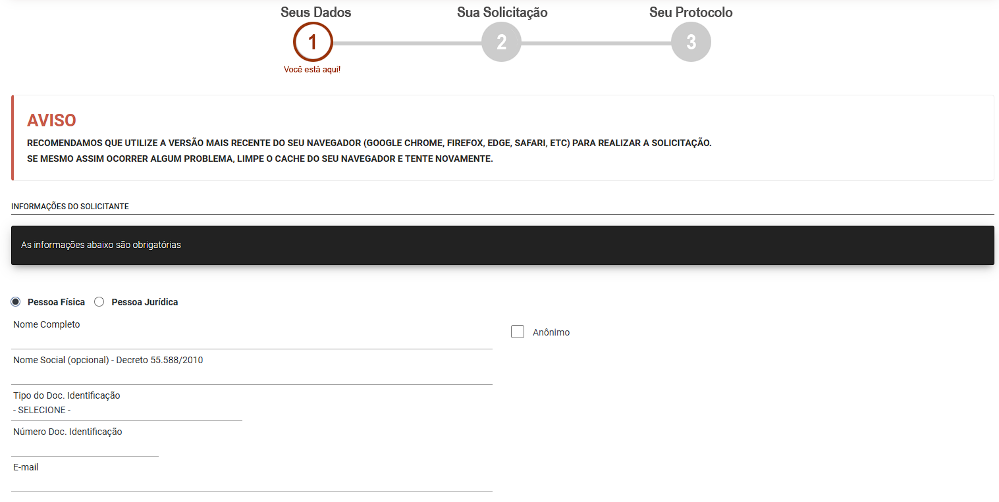 Seus Dados
Sua Solicitação
Seu Protocolo
1
2
3
Você está aqui!
AVISO
RECOMENDAMOS QUE UTILIZE A VERSÃO MAIS RECENTE DO SEU NAVEGADOR (GOOGLE CHROME, FIREFOX, EDGE, SAFARI, ETC) PARA REALIZAR A SOLICITAÇÃO.
SE MESMO ASSIM OCORRER ALGUM PROBLEMA, LIMPE O CACHE DO SEU NAVEGADOR E TENTE NOVAMENTE.
INFORMAÇÕES DO SOLICITANTE
As informações abaixo são obrigatórias
Pessoa Física
Pessoa Jurídica
Nome Completo
Anônimo
Nome Social (opcional) - Decreto 55.588/2010
Tipo do Doc. Identificação
- SELECIONE -
Número Doc. Identificação
E-mail